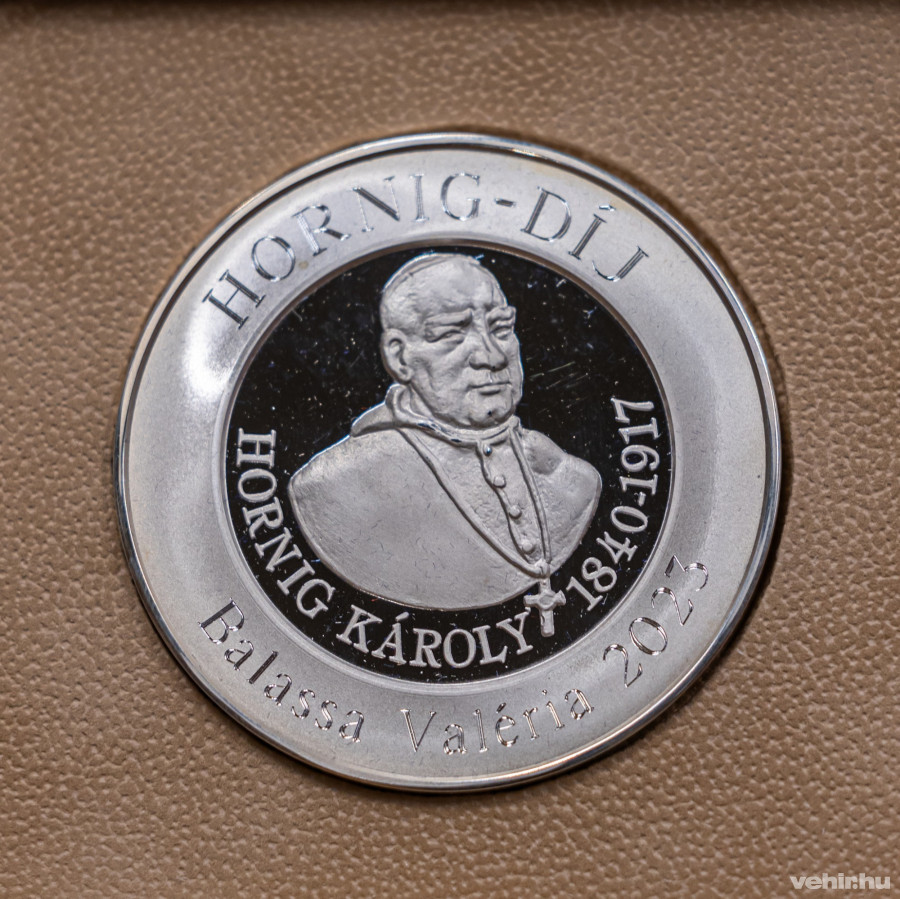 HORNIG-DÍJ
HORNIG KÁROLY 1840-1917
Balassa Valéria 2023
vehir.hu